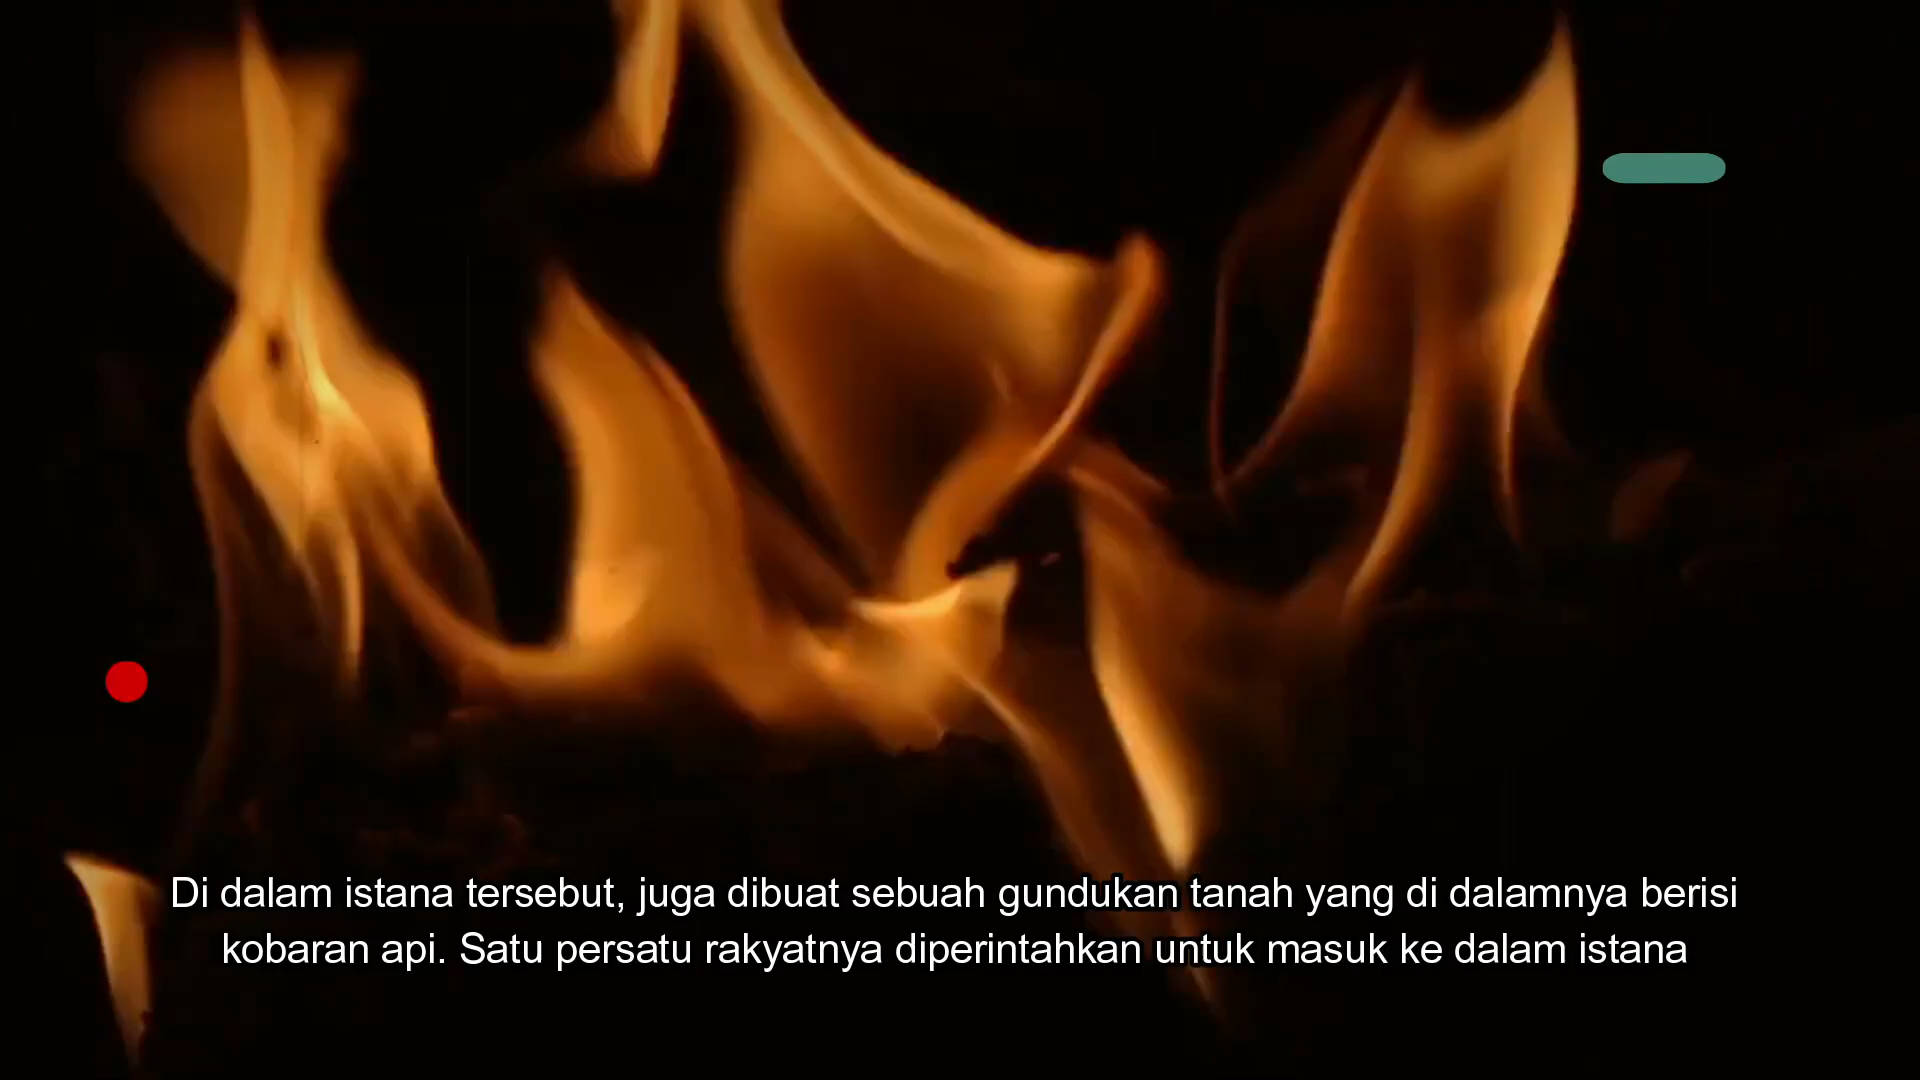 Di dalam istana tersebut, juga dibuat sebuah gundukan tanah yang di dalamnya berisi
kobaran api. Satu persatu rakyatnya diperintahkan untuk masuk ke dalam istana